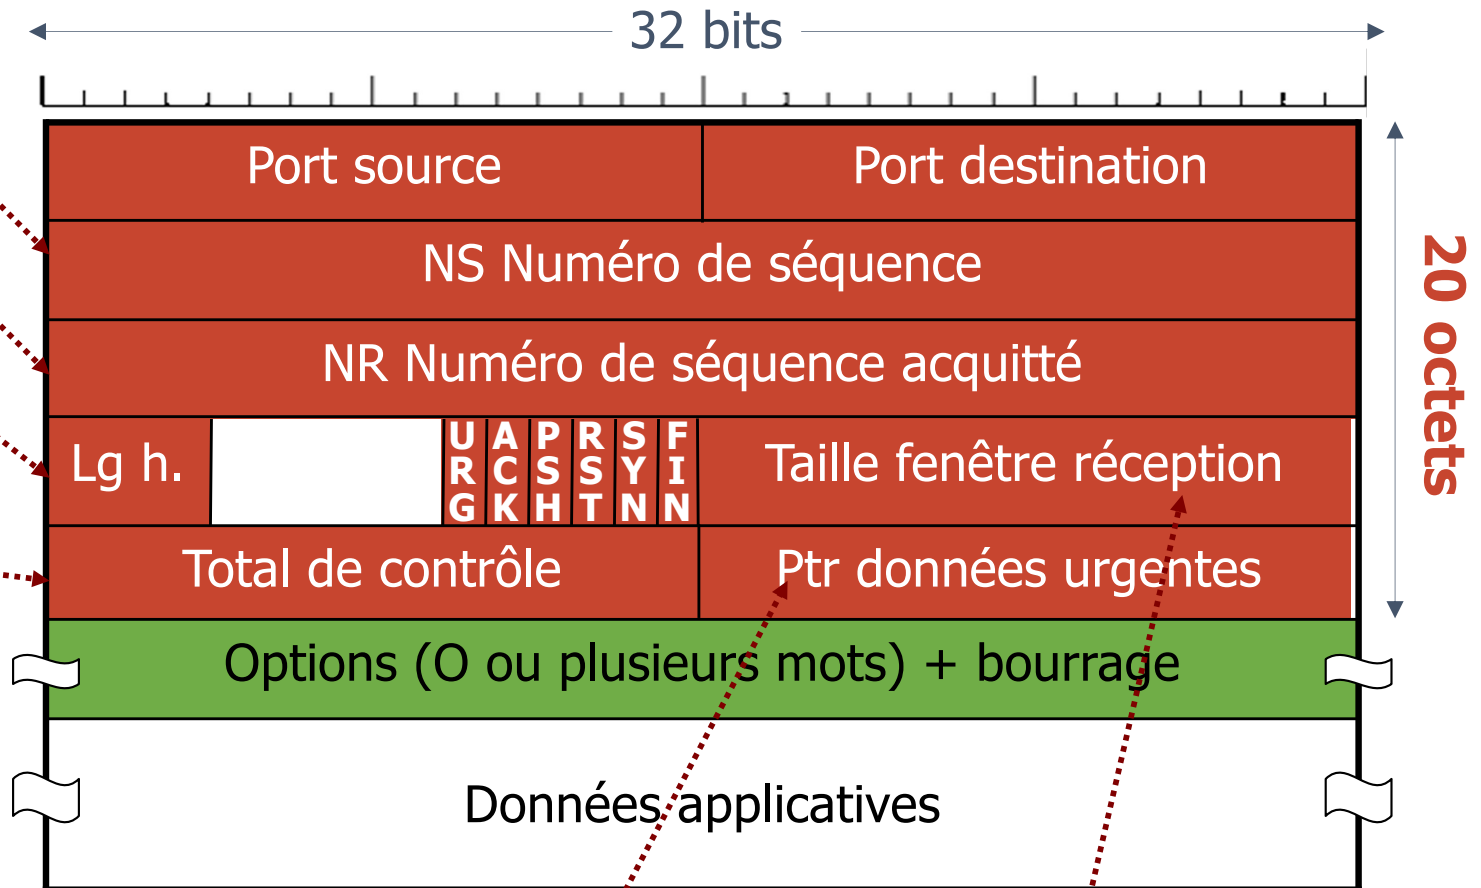 32 bits
Port source
Port destination
NS Numéro de séquence
NR Numéro de séquence acquitté
Lg h.
URG
ACK
PSH
RST
SYN
FIN
Taille fenêtre réception
Total de contrôle
Ptr données urgentes
Options (O ou plusieurs mots) + bourrage
Données applicatives
20 octets